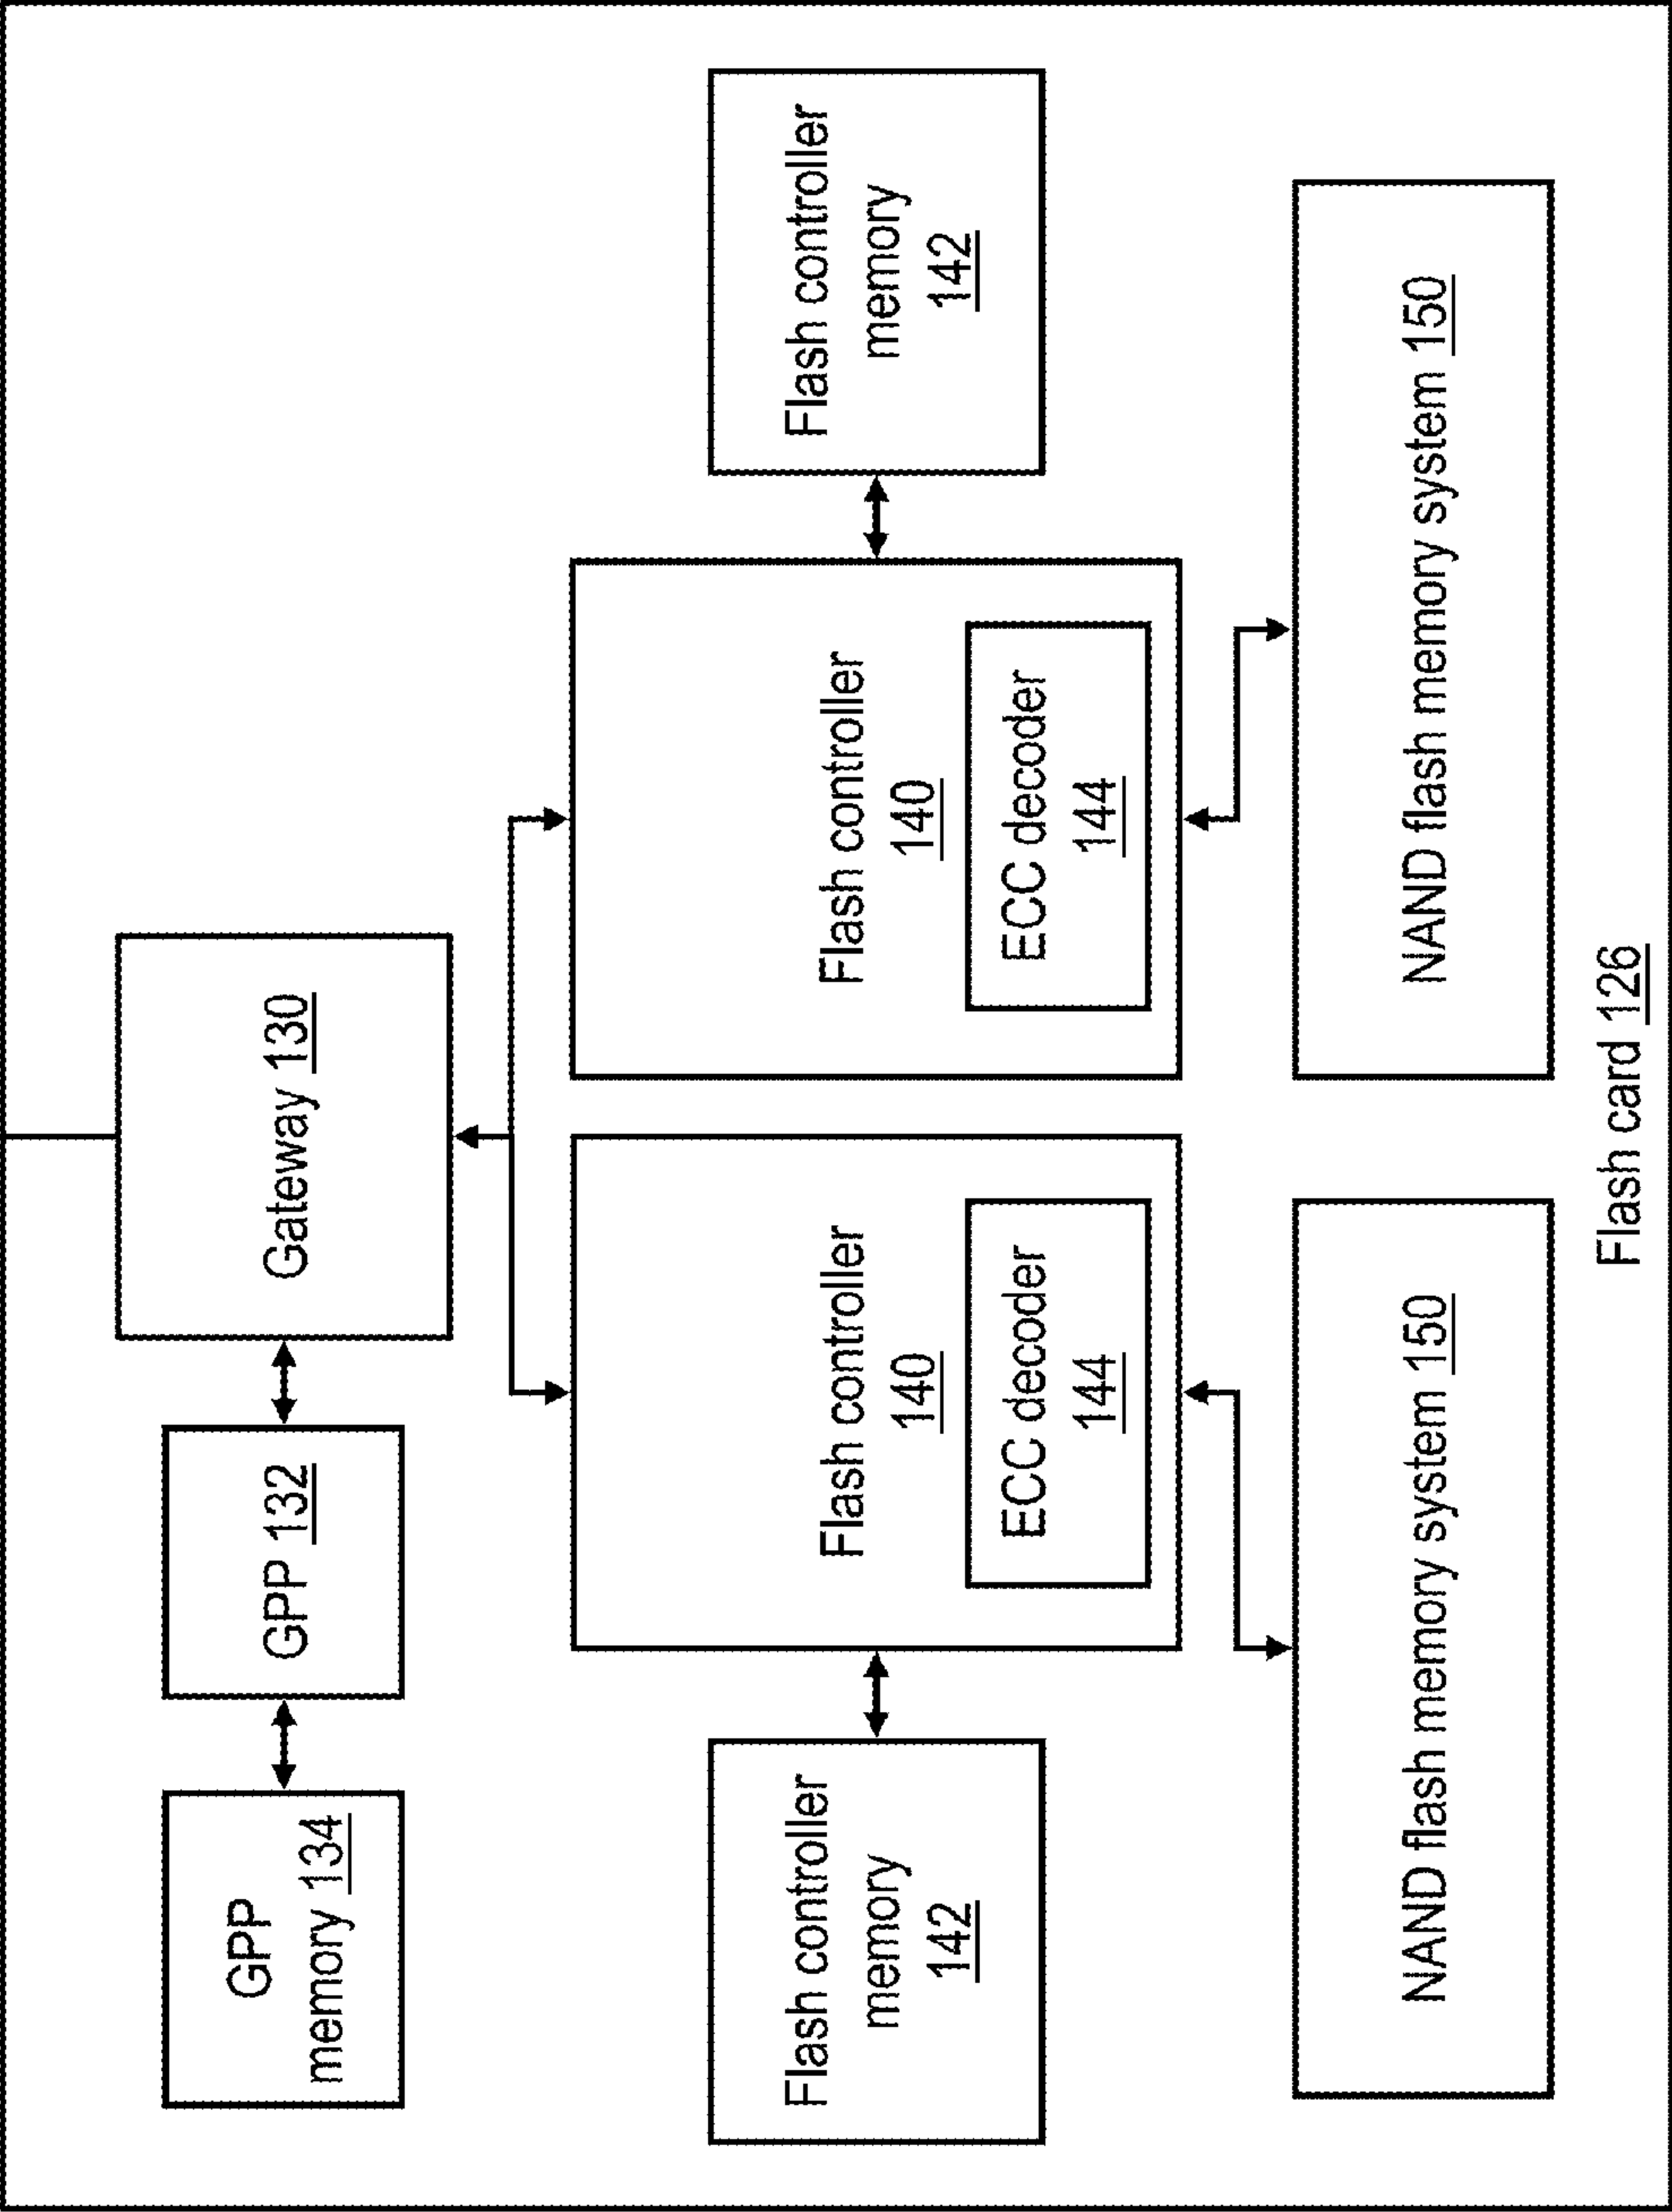 GPP
memory 134
GPP 132
Gateway 130
Flash controller
memory
142
Flash controller
140
ECC decoder
144
Flash controller
140
ECC decoder
144
Flash controller
memory
142
NAND flash memory system 150
NAND flash memory system 150
Flash card 126